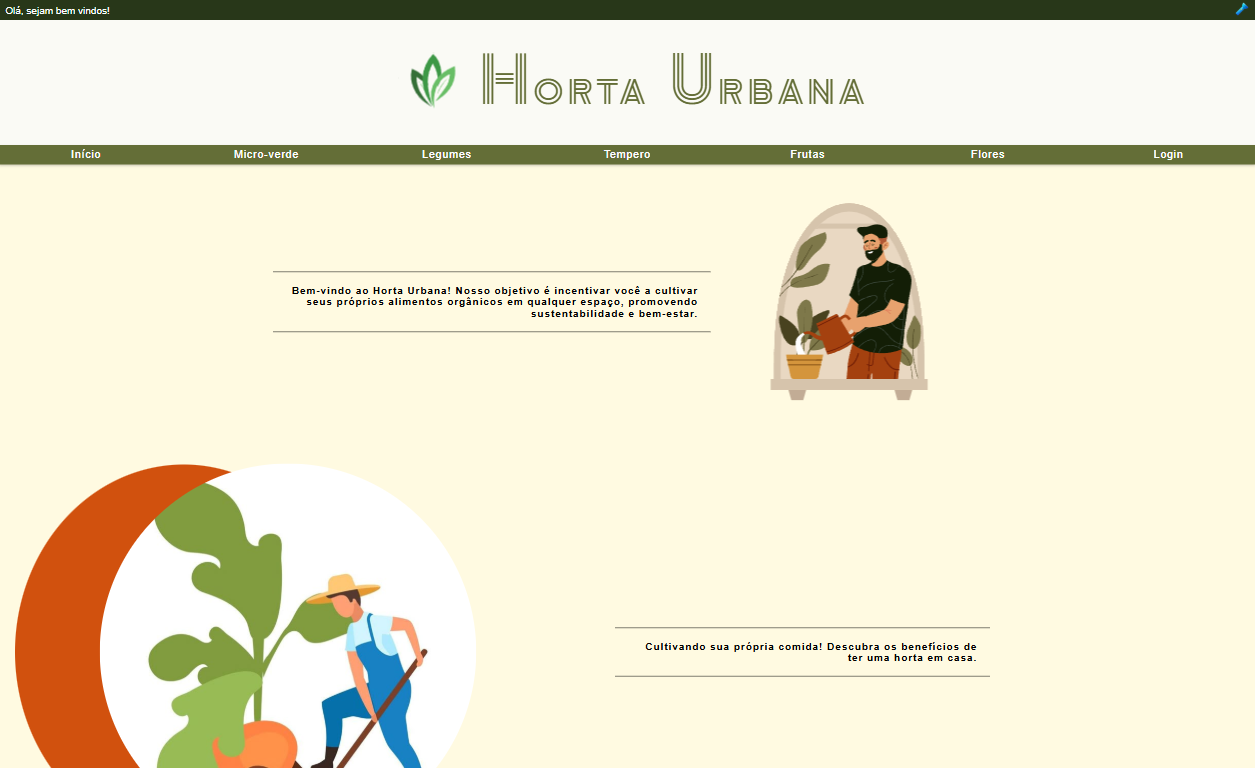 Olá, sejam bem vindos!
Horta Urbana
Início Micro-verde Legumes Tempero Frutas Flores Login
Bem-vindo ao Horta Urbana! Nosso objetivo é incentivar você a cultivar
seus próprios alimentos orgânicos em qualquer espaço, promovendo
sustentabilidade e bem-estar.
Cultivando sua própria comida! Descubra os benefícios de
ter uma horta em casa.